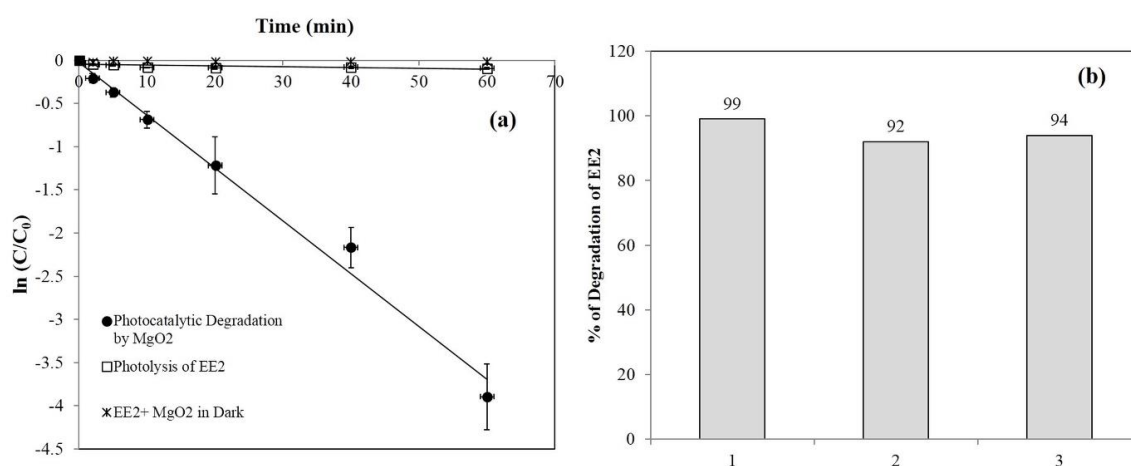 Time (min)
0 10 20 30 40 50 60 70
0
-0.5
-1
-1.5
-2
-2.5
-3
-3.5
-4
-4.5
ln (C/C₀)
(a)
Photocatalytic Degradation
by MgO2
Photolysis of EE2
EE2+ MgO2 in Dark
% of Degradation of EE2
120
100
80
60
40
20
0
(b)
99
92
94
1 2 3